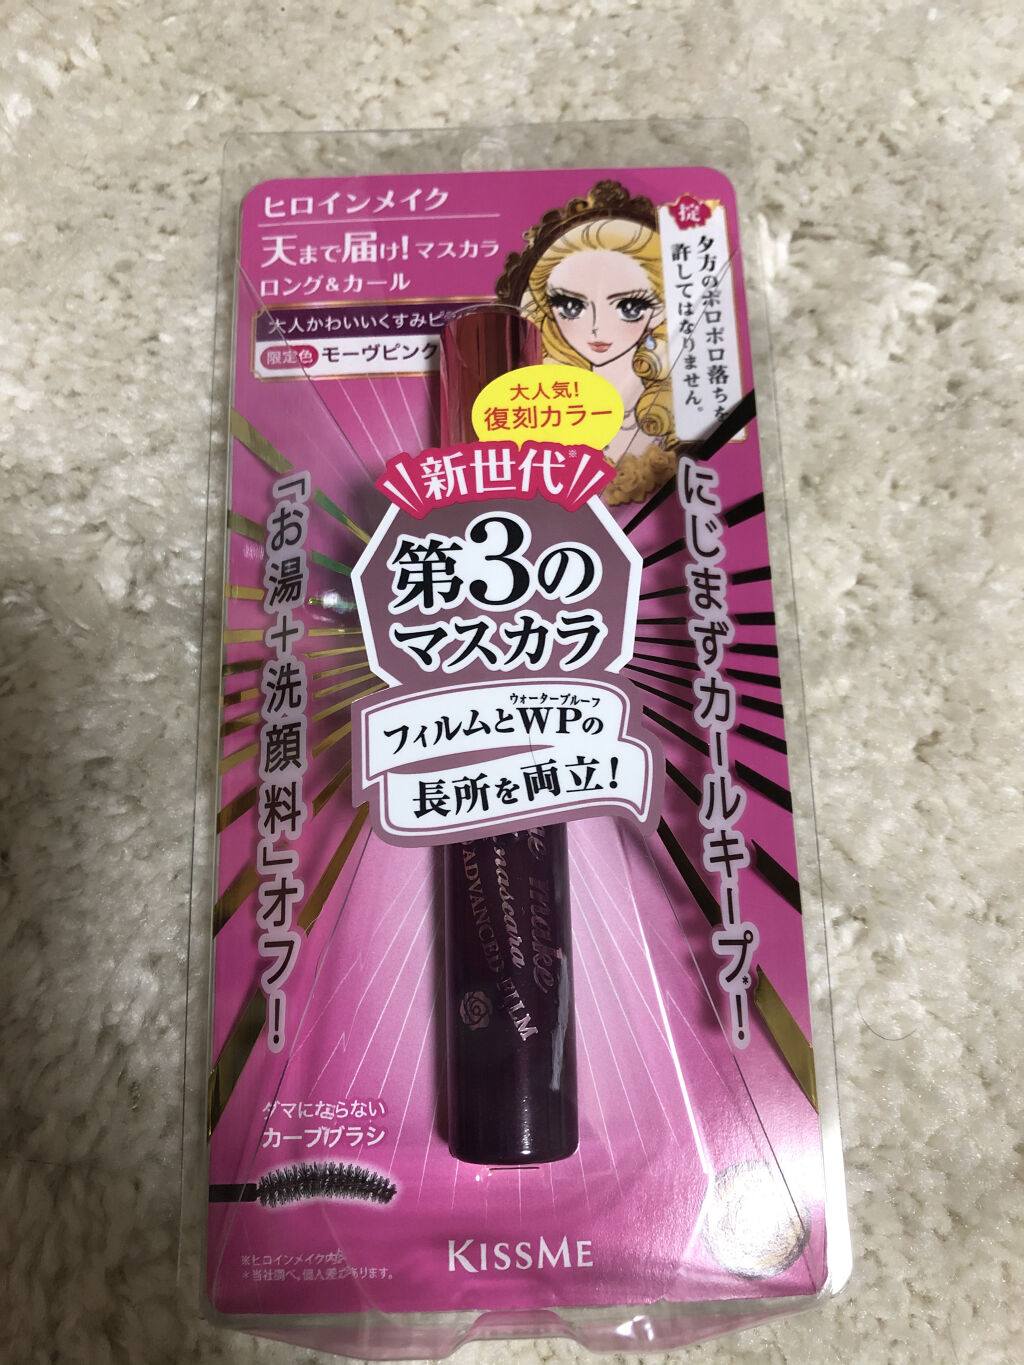 ヒロインメイク
天まで届け!マスカラ
ロング&カール
大人かわいいくすみピンク
限定色 モーヴピンク
掟
夕方のボロボロ落ちを
許してはなりません。
大人気!
復刻カラー
新世代※
第3の
マスカラ
ウォータープルーフ
フィルムとWPの
長所を両立!
にじまずカールキープ*!
「お湯+洗顔料」オフ!
make
mascara
ADVANCED FILM
ダマにならない
カーブブラシ
KISSME
※ヒロインメイク内
*当社調べ。個人差があります。